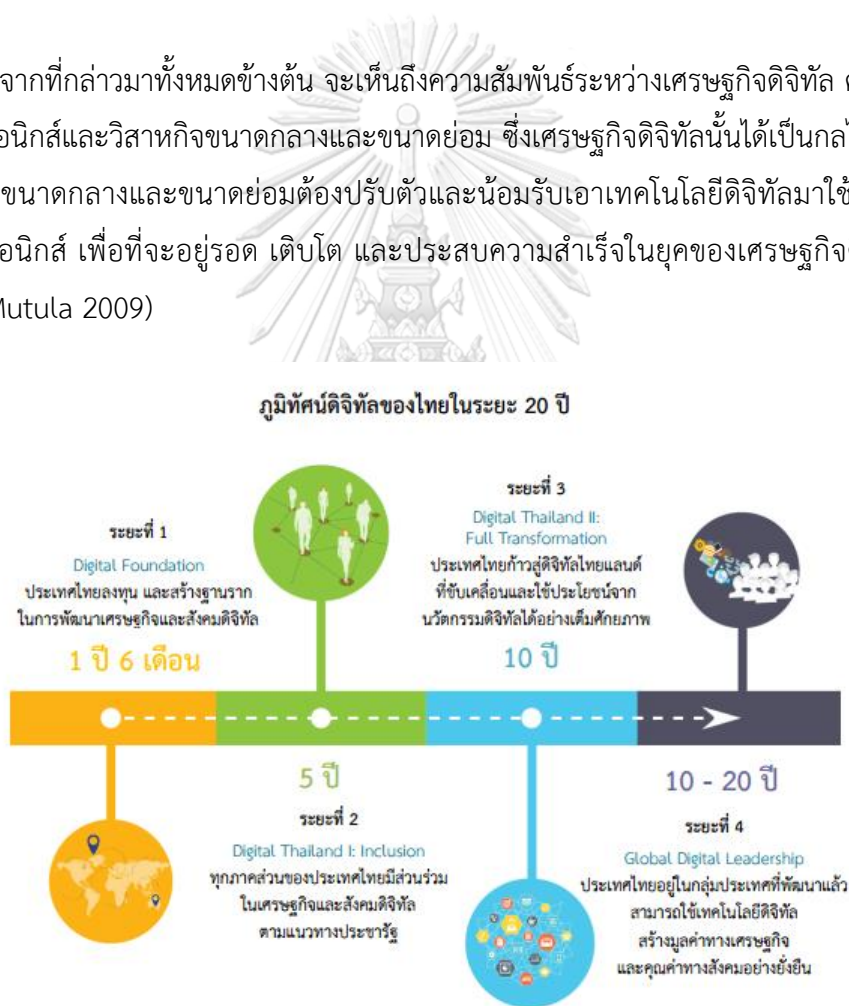 จากที่กล่าวมาทั้งหมดข้างต้น จะเห็นถึงความสัมพันธ์ระหว่างเศรษฐกิจดิจิทัล
อนิกส์และวิสาหกิจขนาดกลางและขนาดย่อม ซึ่งเศรษฐกิจดิจิทัลนั้นได้เป็นกล
ขนาดกลางและขนาดย่อมต้องปรับตัวและน้อมรับเอาเทคโนโลยีดิจิทัลมาใช้
อนิกส์ เพื่อที่จะอยู่รอด เติบโต และประสบความสำเร็จในยุคของเศรษฐกิจ
Mutula 2009)
ภูมิทัศน์ดิจิทัลของไทยในระยะ 20 ปี
ระยะที่ 1
Digital Foundation
ประเทศไทยลงทุน และสร้างฐานราก
ในการพัฒนาเศรษฐกิจและสังคมดิจิทัล
1 ปี 6 เดือน
5 ปี
ระยะที่ 2
Digital Thailand I: Inclusion
ทุกภาคส่วนของประเทศไทยมีส่วนร่วม
ในเศรษฐกิจและสังคมดิจิทัล
ตามแนวทางประชารัฐ
ระยะที่ 3
Digital Thailand II:
Full Transformation
ประเทศไทยก้าวสู่ดิจิทัลไทยแลนด์
ที่ขับเคลื่อนและใช้ประโยชน์จาก
นวัตกรรมดิจิทัลได้อย่างเต็มศักยภาพ
10 ปี
10 - 20 ปี
ระยะที่ 4
Global Digital Leadership
ประเทศไทยอยู่ในกลุ่มประเทศที่พัฒนาแล้ว
สามารถใช้เทคโนโลยีดิจิทัล
สร้างมูลค่าทางเศรษฐกิจ
และคุณค่าทางสังคมอย่างยั่งยืน